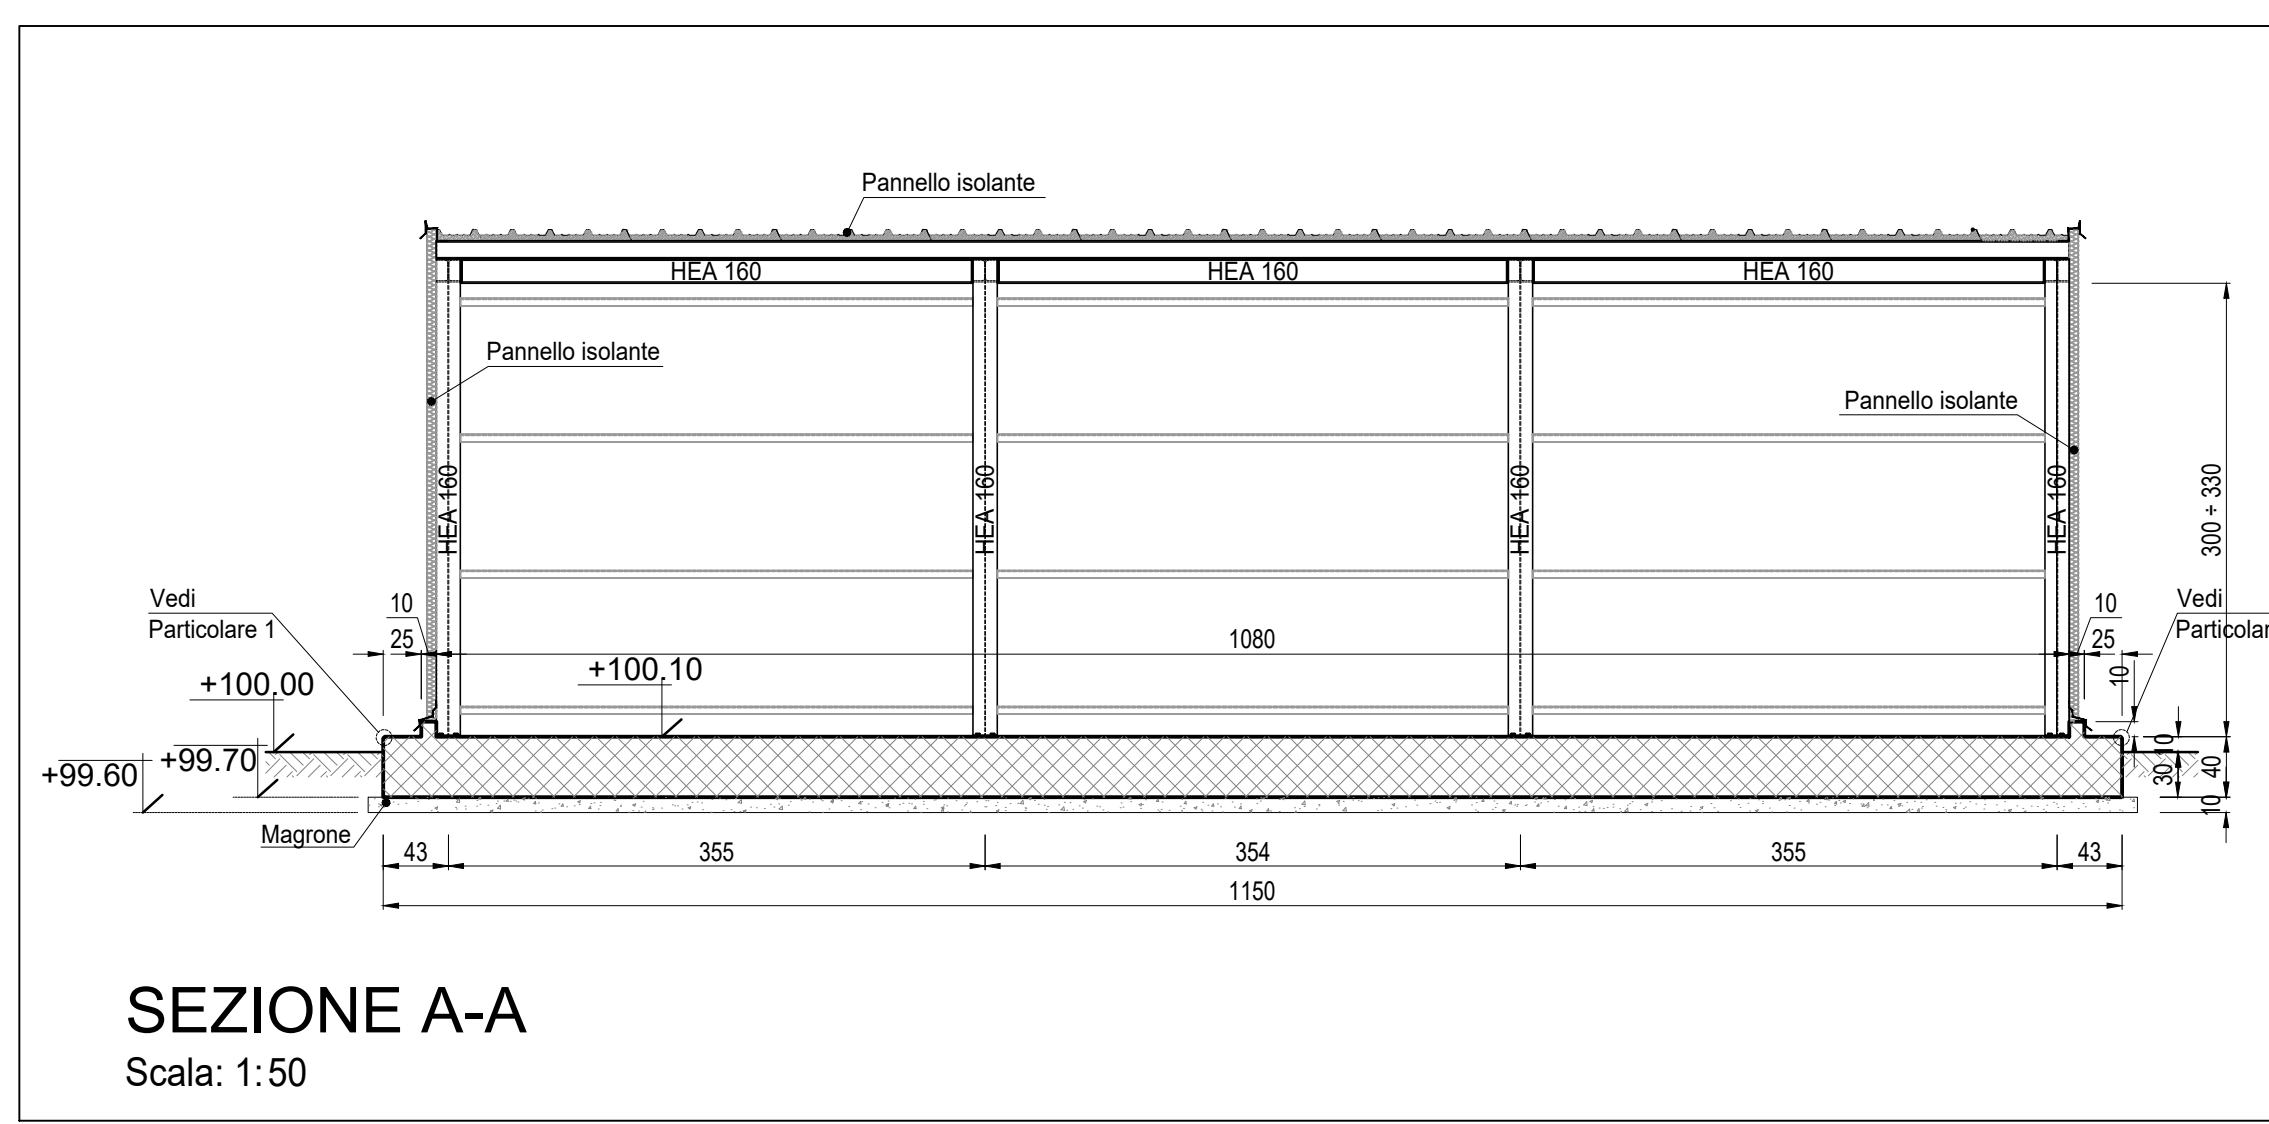 Pannello isolante
HEA 160
HEA 160
HEA 160
Pannello isolante
Pannello isolante
HEA 160
HEA 160
HEA 160
HEA 160
300 ÷ 330
Vedi
Particolare 1
10
25
1080
10
25
Vedi
Particolar
+100.10
+100.00
10
+99.70
+99.60
10
30
40
10
Magrone
43
355
354
355
43
1150
SEZIONE A-A
Scala: 1:50